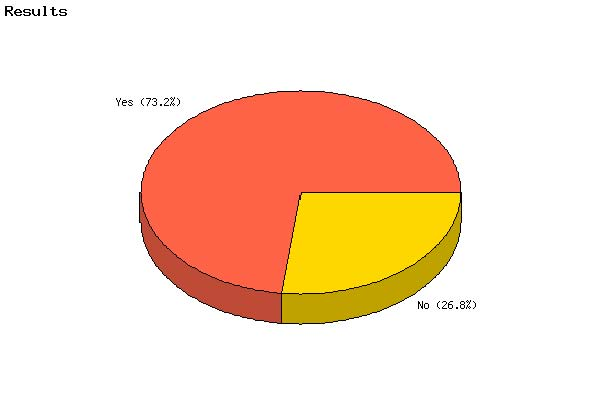 Results
Yes (73.2%)
No (26.8%)